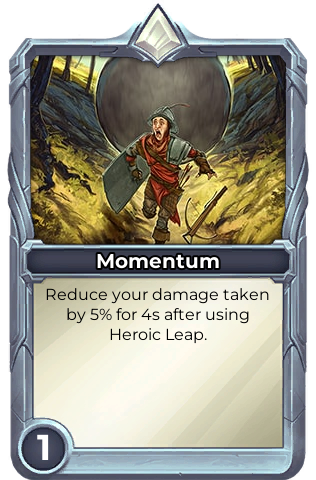 Momentum
Reduce your damage taken
by 5% for 4s after using
Heroic Leap.
1